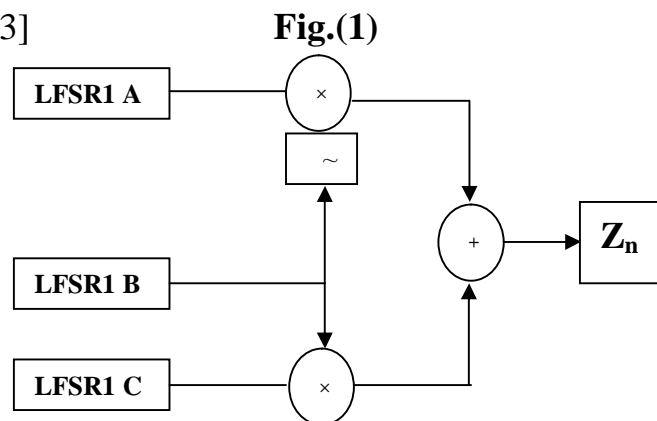 3] Fig.(1)
LFSR1 A
×
~
+
Zn
LFSR1 B
LFSR1 C
×